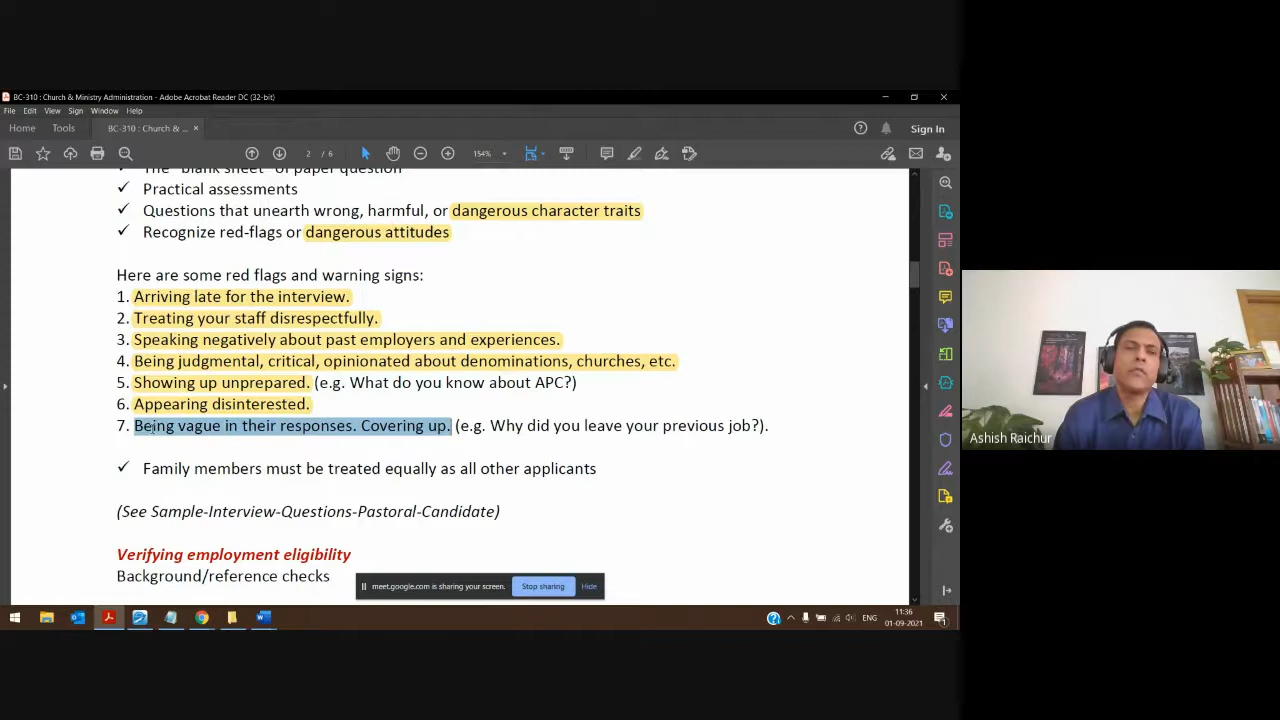 BC-310 : Church & Ministry Administration - Adobe Acrobat Reader DC (32-bit)
File Edit View Sign Window Help
Home Tools BC-310 : Church & ... × Sign In
2 / 6 154%
The "blank sheet" of paper question
✓ Practical assessments
✓ Questions that unearth wrong, harmful, or dangerous character traits
✓ Recognize red-flags or dangerous attitudes
Here are some red flags and warning signs:
1. Arriving late for the interview.
2. Treating your staff disrespectfully.
3. Speaking negatively about past employers and experiences.
4. Being judgmental, critical, opinionated about denominations, churches, etc.
5. Showing up unprepared. (e.g. What do you know about APC?)
6. Appearing disinterested.
7. Being vague in their responses. Covering up. (e.g. Why did you leave your previous job?).
Ashish Raichur
✓ Family members must be treated equally as all other applicants
(See Sample-Interview-Questions-Pastoral-Candidate)
Verifying employment eligibility
Background/reference checks
meet.google.com is sharing your screen. Stop sharing Hide
ENG
11:36
01-09-2021